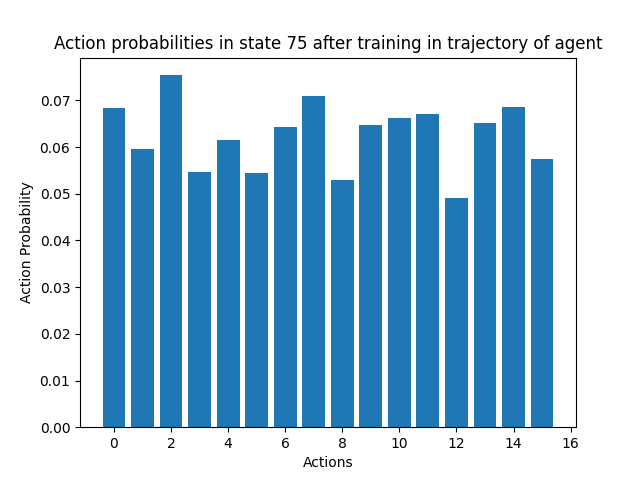 Action probabilities in state 75 after training in trajectory of agent
0.07
0.06
0.05
0.04
0.03
0.02
0.01
0.00
Action Probability
0 2 4 6 8 10 12 14 16
Actions